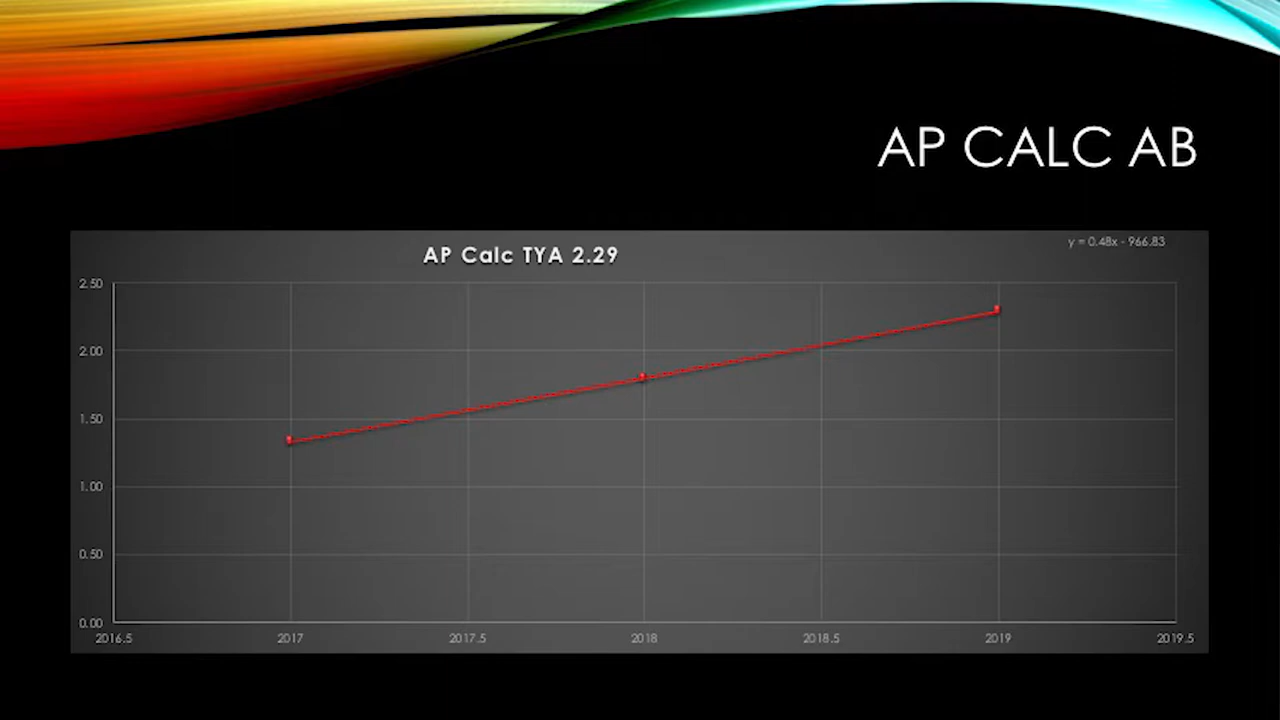 AP CALC AB
AP Calc TYA 2.29
y = 0.48x - 966.83
2.50
2.00
1.50
1.00
0.50
0.00
2016.5 2017 2017.5 2018 2018.5 2019 2019.5